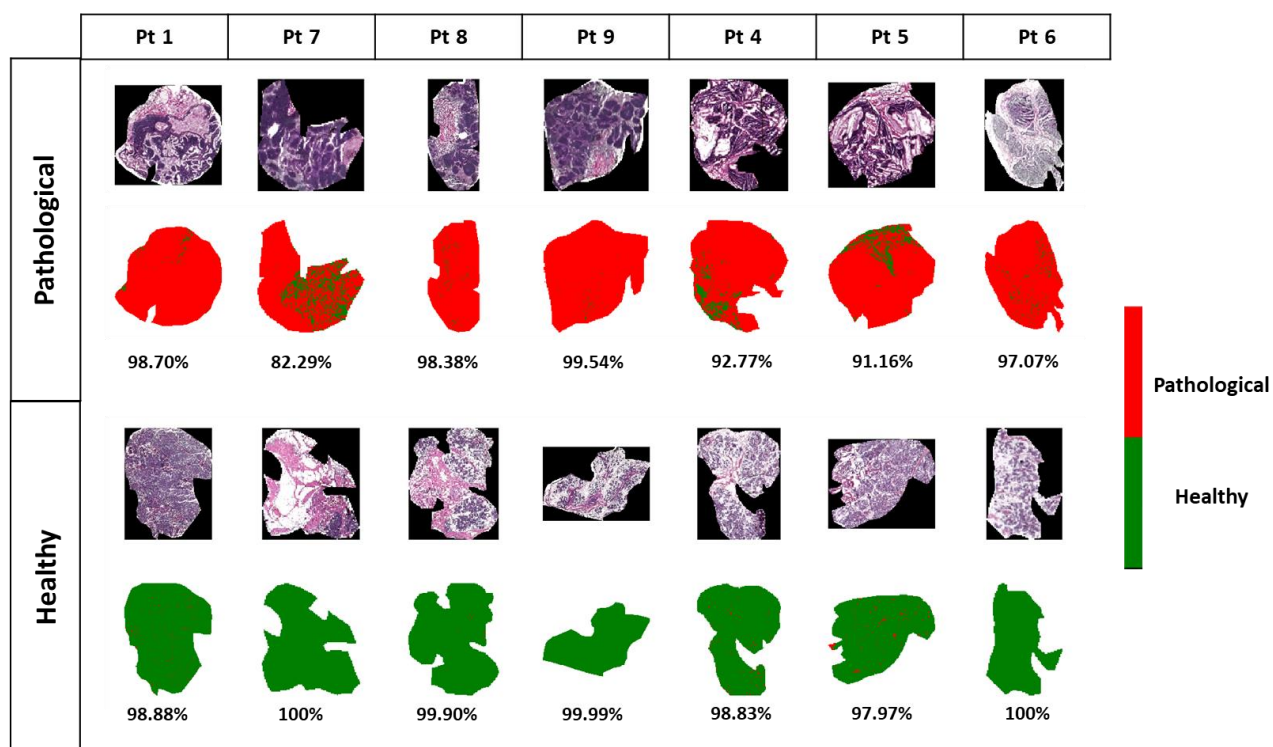 Pt 1 Pt 7 Pt 8 Pt 9 Pt 4 Pt 5 Pt 6
Pathological
98.70% 82.29% 98.38% 99.54% 92.77% 91.16% 97.07%
Pathological
Healthy
Healthy
98.88% 100% 99.90% 99.99% 98.83% 97.97% 100%